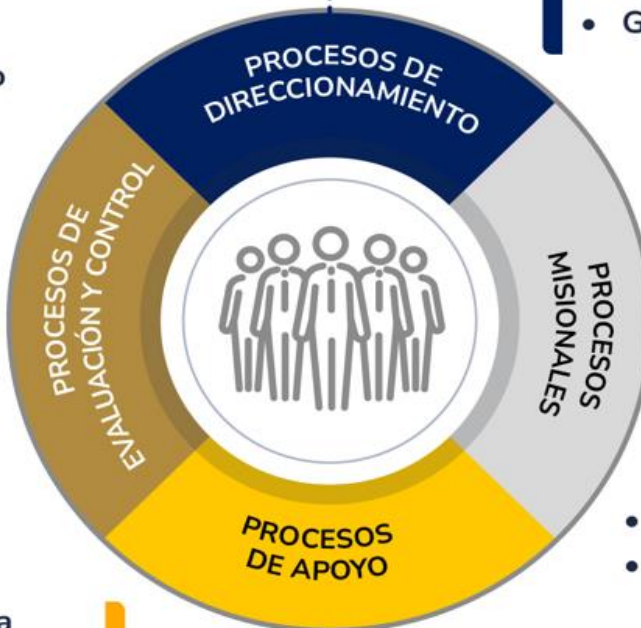 G
o
PROCESOS DE
DIRECCIONAMIENTO
PROCESOS DE
EVALUACIÓN Y CONTROL
PROCESOS
MISIONALES
PROCESOS
DE APOYO
a